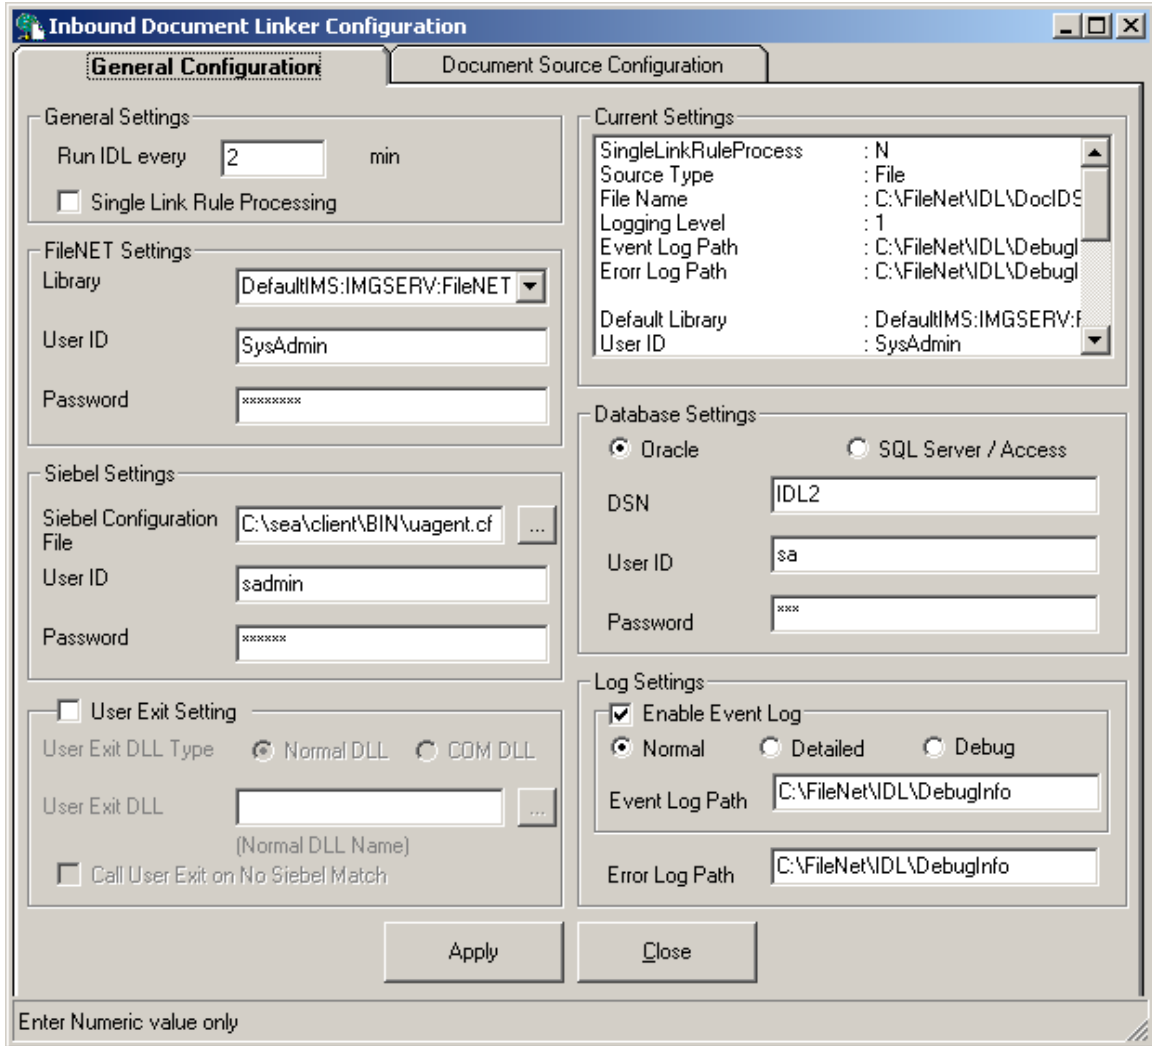 Inbound Document Linker Configuration
General Configuration
Document Source Configuration
General Settings
Run IDL every 2 min
Single Link Rule Processing
FileNET Settings
Library DefaultIMS:IMGSERV:FileNET
User ID SysAdmin
Password ********
Siebel Settings
Siebel Configuration
File
C:\sea\client\BIN\uagent.cf ...
User ID sadmin
Password ******
User Exit Setting
User Exit DLL Type Normal DLL COM DLL
User Exit DLL ...
(Normal DLL Name)
Call User Exit on No Siebel Match
Current Settings
SingleLinkRuleProcess : N
Source Type : File
File Name : C:\FileNet\IDL\DocIDS
Logging Level : 1
Event Log Path : C:\FileNet\IDL\DebugI
Erorr Log Path : C:\FileNet\IDL\DebugI
Default Library : DefaultIMS:IMGSERV:F
User ID : SysAdmin
Database Settings
Oracle SQL Server / Access
DSN IDL2
User ID sa
Password ***
Log Settings
Enable Event Log
Normal Detailed Debug
Event Log Path C:\FileNet\IDL\DebugInfo
Error Log Path C:\FileNet\IDL\DebugInfo
Apply Close
Enter Numeric value only